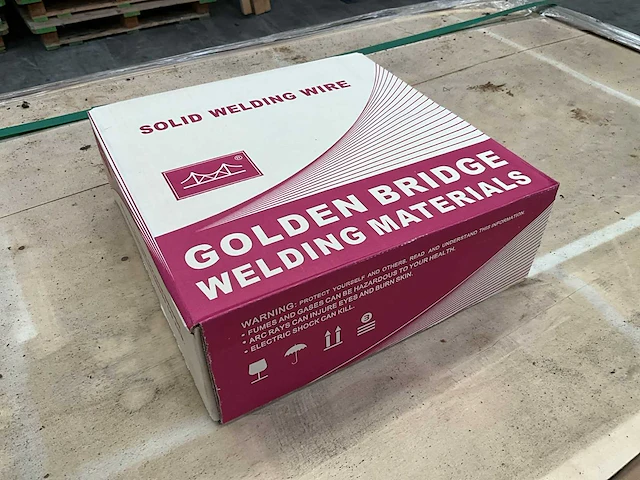 SOLID WELDING WIRE
®
GOLDEN BRIDGE
WELDING MATERIALS
WARNING: PROTECT YOURSELF AND OTHERS, READ AND UNDERSTAND THIS INFORMATION.
• FUMES AND GASES CAN BE HAZARDOUS TO YOUR HEALTH.
• ARC RAYS CAN INJURE EYES AND BURN SKIN.
• ELECTRIC SHOCK CAN KILL.
3